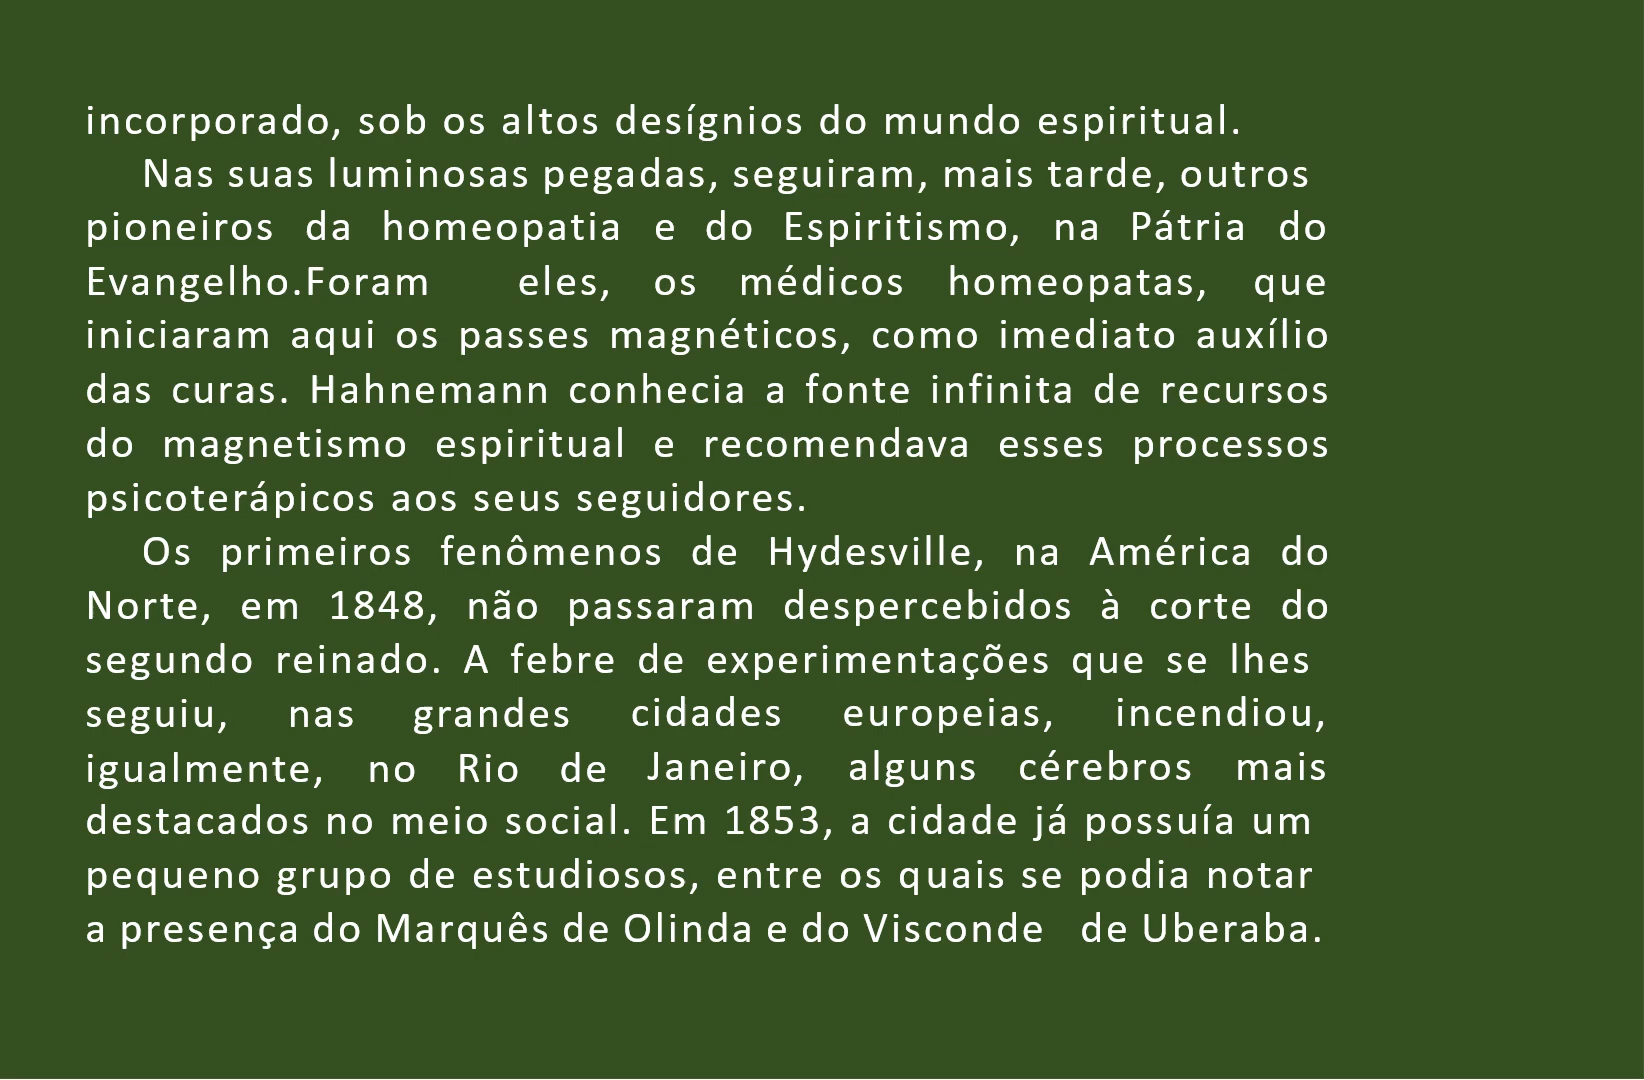 incorporado, sob os altos desígnios do mundo espiritual.
Nas suas luminosas pegadas, seguiram, mais tarde, outros
pioneiros da homeopatia e do Espiritismo, na Pátria do
Evangelho.Foram eles, os médicos homeopatas, que
iniciaram aqui os passes magnéticos, como imediato auxílio
das curas. Hahnemann conhecia a fonte infinita de recursos
do magnetismo espiritual e recomendava esses processos
psicoterápicos aos seus seguidores.
Os primeiros fenômenos de Hydesville, na América do
Norte, em 1848, não passaram despercebidos à corte do
segundo reinado. A febre de experimentações que se lhes
seguiu, nas grandes cidades europeias, incendiou,
igualmente, no Rio de Janeiro, alguns cérebros mais
destacados no meio social. Em 1853, a cidade já possuía um
pequeno grupo de estudiosos, entre os quais se podia notar
a presença do Marquês de Olinda e do Visconde de Uberaba.